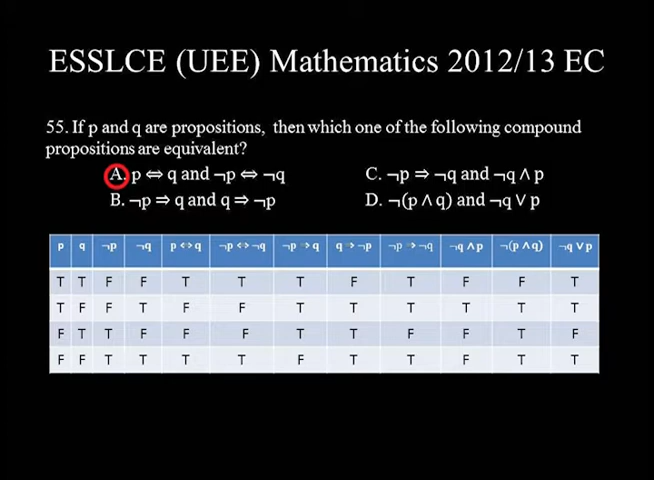 ESSLCE (UEE) Mathematics 2012/13 EC
55. If p and q are propositions, then which one of the following compound
propositions are equivalent?
A. p ⇔ q and ¬p ⇔ ¬q C. ¬p ⇒ ¬q and ¬q ∧ p
B. ¬p ⇒ q and q ⇒ ¬p D. ¬(p ∧ q) and ¬q ∨ p
p q ¬p ¬q p <=> q ¬p <=> ¬q ¬p => q q => ¬p ¬p → ¬q ¬q ∧ p ¬(p ∧ q) ¬q ∨ p
T T F F T T T F T F F T
T F F T F F T T T T T T
F T T F F F T T F F T F
F F T T T T F T T F T T